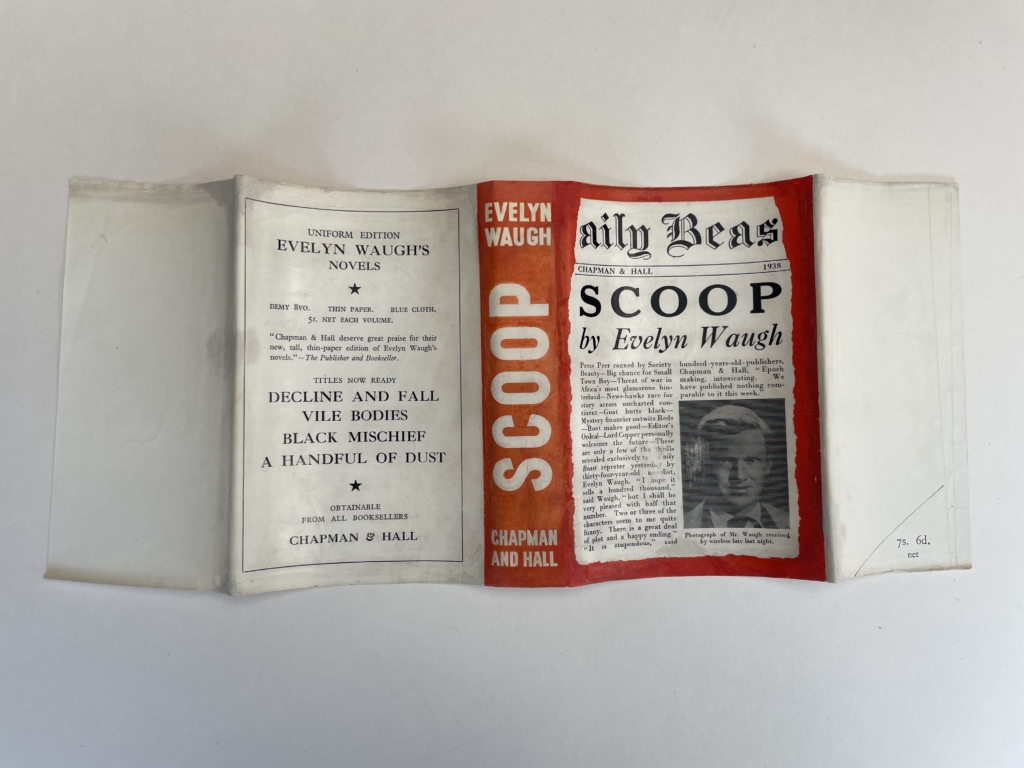 UNIFORM EDITION
EVELYN WAUGH'S
NOVELS
DEMY 8VO. THIN PAPER. BLUE CLOTH.
5s. NET EACH VOLUME.
"Chapman & Hall deserve great praise for their
new, tall, thin-paper edition of Evelyn Waugh's
novels."—The Publisher and Bookseller.
TITLES NOW READY
DECLINE AND FALL
VILE BODIES
BLACK MISCHIEF
A HANDFUL OF DUST
OBTAINABLE
FROM ALL BOOKSELLERS
CHAPMAN & HALL
EVELYN
WAUGH
SCOOP
CHAPMAN
AND HALL
aily Beas
CHAPMAN & HALL 1938
SCOOP
by Evelyn Waugh
Press Peer coaxed by Society
Beauty—Big chance for Small
Town Boy—Threat of war in
Africa's most glamorous hin-
terland—News-hawks race for
story across uncharted con-
tinent—Goat butts black—
Mystery financier outwits Reds
—Boot makes good—Editor's
Ordeal—Lord Copper personally
welcomes the future—These
are only a few of the thrills
revealed exclusively to Daily
Beast reporter yesterday by
thirty-four-year-old novelist,
Evelyn Waugh. "I hope it
sells a hundred thousand,"
said Waugh, "but I shall be
very pleased with half that
number. Two or three of the
characters seem to me quite
funny. There is a great deal
of plot and a happy ending."
"It is stupendous," said
hundred-years-old publishers,
Chapman & Hall, "Epoch
making, intoxicating. We
have published nothing com-
parable to it this week."
Photograph of Mr. Waugh received
by wireless late last night.
7s. 6d.
net